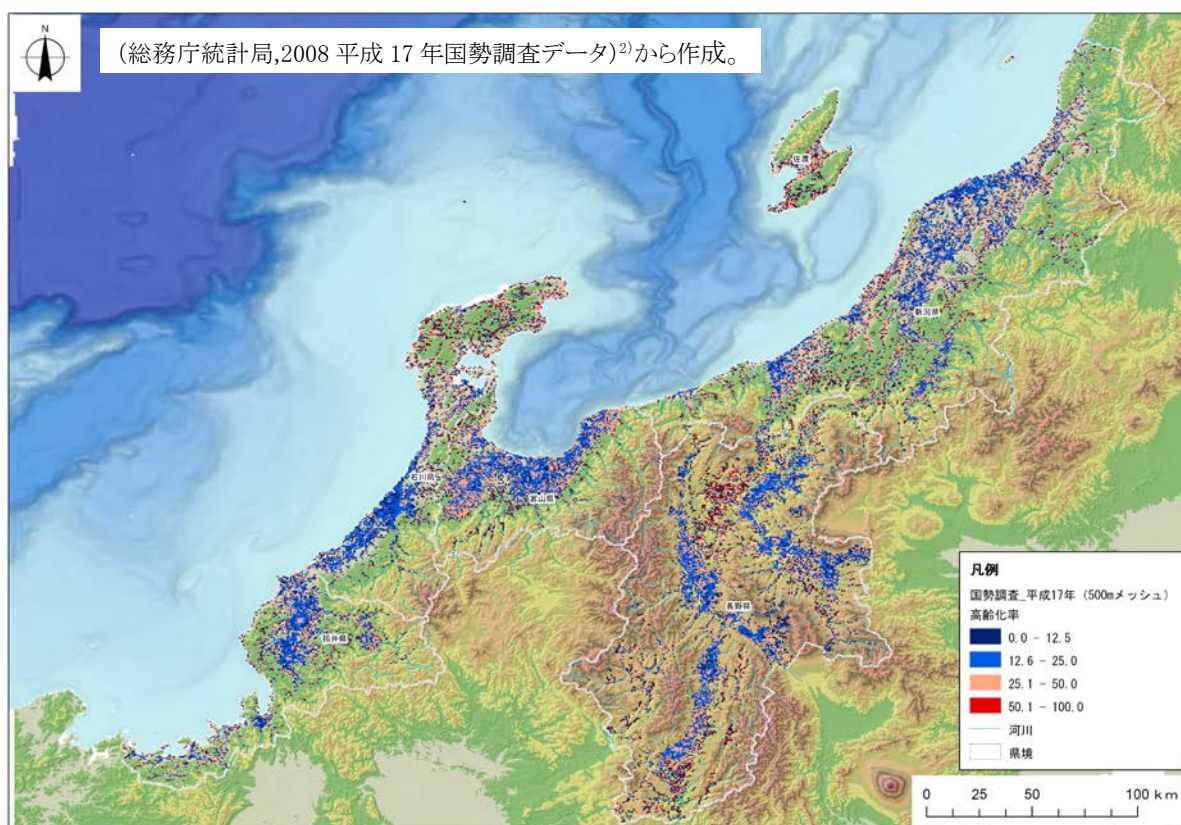 N
(総務庁統計局,2008 平成 17 年国勢調査データ)2)から作成。
佐渡
新潟県
石川県
富山県
長野県
福井県
凡例
国勢調査_平成17年 (500mメッシュ)
高齢化率
0.0 - 12.5
12.6 - 25.0
25.1 - 50.0
50.1 - 100.0
河川
県境
0 25 50 100 km